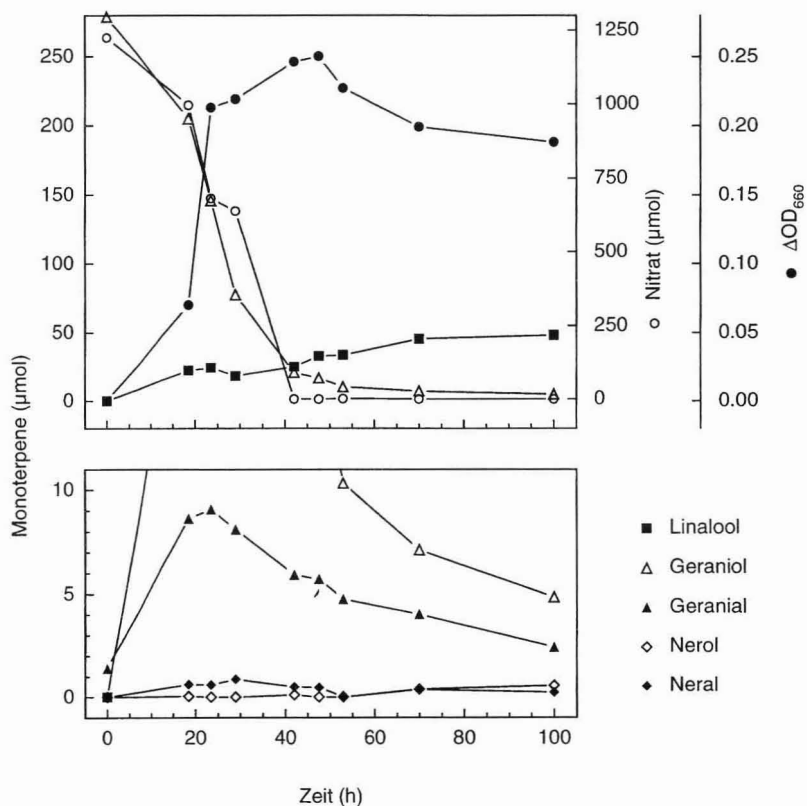 250
200
150
100
50
0
1250
1000
750
500
250
0
Nitrat (µmol)
0.25
0.20
0.15
0.10
0.05
0.00
ΔOD660
Monoterpene (µmol)
10
5
0
0 20 40 60 80 100
Zeit (h)
Linalool
Geraniol
Geranial
Nerol
Neral